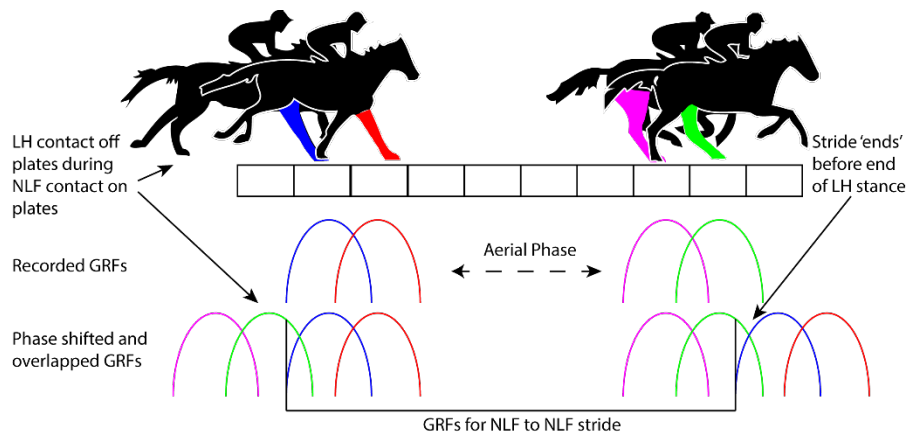 LH contact off
plates during
NLF contact on
plates
Stride ‘ends’
before end
of LH stance
Recorded GRFs
Aerial Phase
Phase shifted and
overlapped GRFs
GRFs for NLF to NLF stride